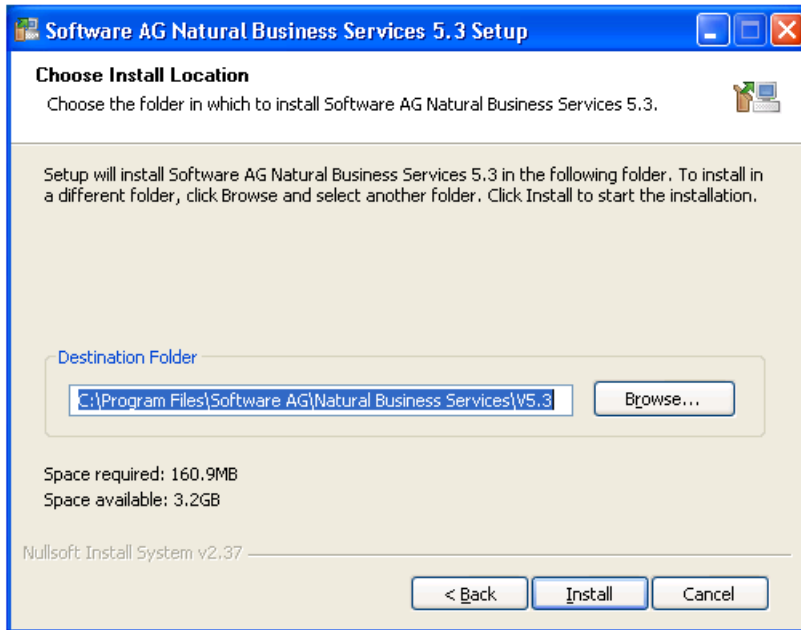 Software AG Natural Business Services 5.3 Setup
Choose Install Location
Choose the folder in which to install Software AG Natural Business Services 5.3.
Setup will install Software AG Natural Business Services 5.3 in the following folder. To install in
a different folder, click Browse and select another folder. Click Install to start the installation.
Destination Folder
C:\Program Files\Software AG\Natural Business Services\V5.3
Browse...
Space required: 160.9MB
Space available: 3.2GB
Nullsoft Install System v2.37
< Back
Install
Cancel